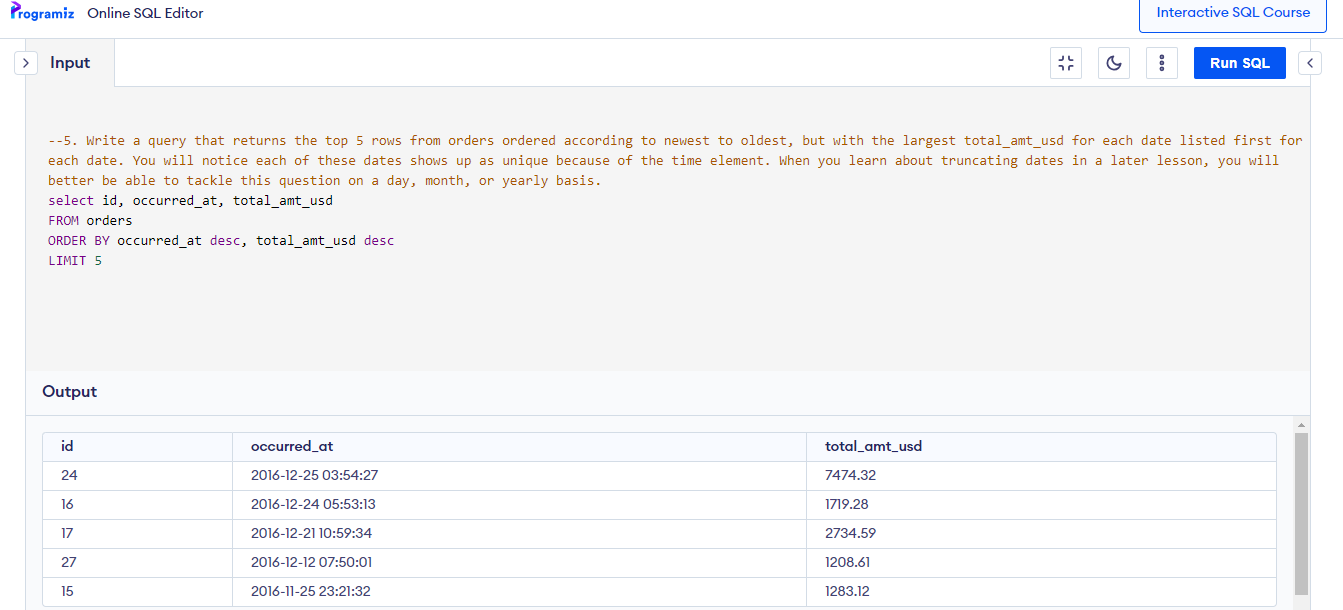 Programiz Online SQL Editor Interactive SQL Course
Input Run SQL
--5. Write a query that returns the top 5 rows from orders ordered according to newest to oldest, but with the largest total_amt_usd for each date listed first for
each date. You will notice each of these dates shows up as unique because of the time element. When you learn about truncating dates in a later lesson, you will
better be able to tackle this question on a day, month, or yearly basis.
select id, occurred_at, total_amt_usd
FROM orders
ORDER BY occurred_at desc, total_amt_usd desc
LIMIT 5
Output
id occurred_at total_amt_usd
24 2016-12-25 03:54:27 7474.32
16 2016-12-24 05:53:13 1719.28
17 2016-12-21 10:59:34 2734.59
27 2016-12-12 07:50:01 1208.61
15 2016-11-25 23:21:32 1283.12